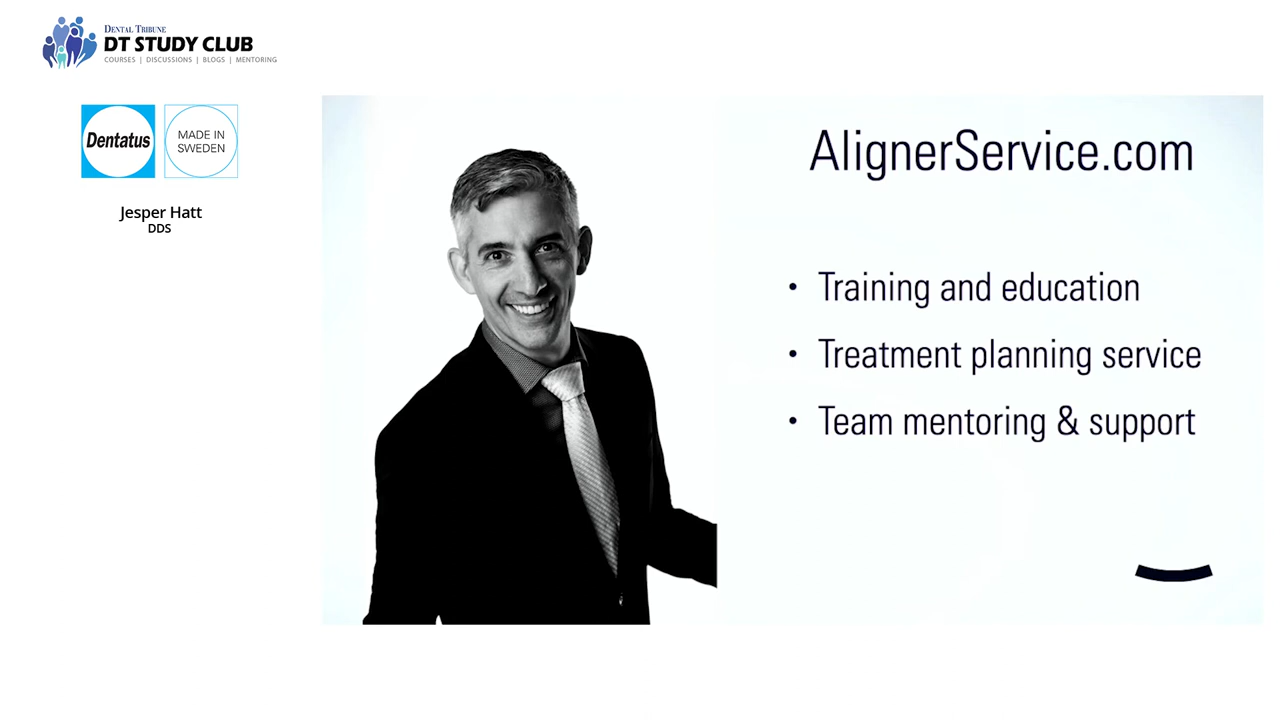 DENTAL TRIBUNE
DT STUDY CLUB
COURSES | DISCUSSIONS | BLOGS | MENTORING
Dentatus
MADE IN
SWEDEN
Jesper Hatt
DDS
AlignerService.com
• Training and education
• Treatment planning service
• Team mentoring & support